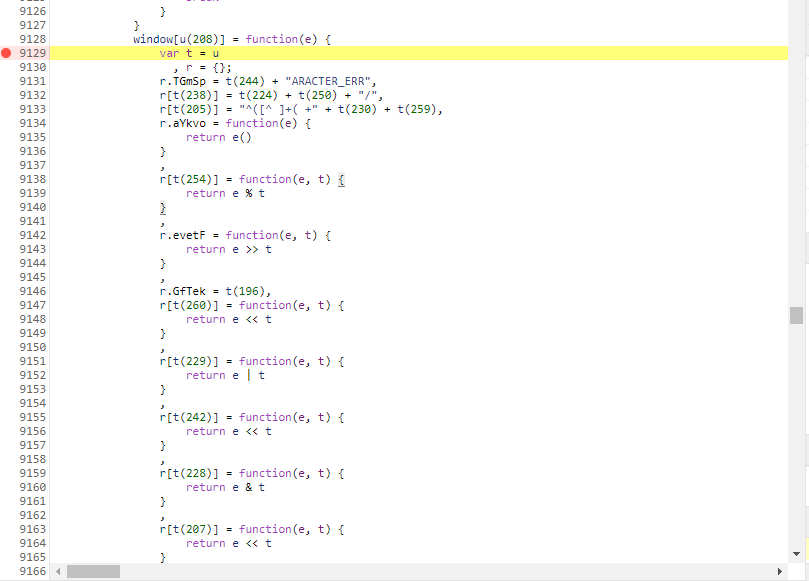 9126 }
9127 }
9128 window[u(208)] = function(e) {
9129 var t = u
9130 , r = {};
9131 r.TGmSp = t(244) + "ARACTER_ERR",
9132 r[t(238)] = t(224) + t(250) + "/",
9133 r[t(205)] = "^([^ ]+( +" + t(230) + t(259),
9134 r.aYkvo = function(e) {
9135 return e()
9136 }
9137 ,
9138 r[t(254)] = function(e, t) {
9139 return e % t
9140 }
9141 ,
9142 r.evetF = function(e, t) {
9143 return e >> t
9144 }
9145 ,
9146 r.GfTek = t(196),
9147 r[t(260)] = function(e, t) {
9148 return e << t
9149 }
9150 ,
9151 r[t(229)] = function(e, t) {
9152 return e | t
9153 }
9154 ,
9155 r[t(242)] = function(e, t) {
9156 return e << t
9157 }
9158 ,
9159 r[t(228)] = function(e, t) {
9160 return e & t
9161 }
9162 ,
9163 r[t(207)] = function(e, t) {
9164 return e << t
9165 }
9166